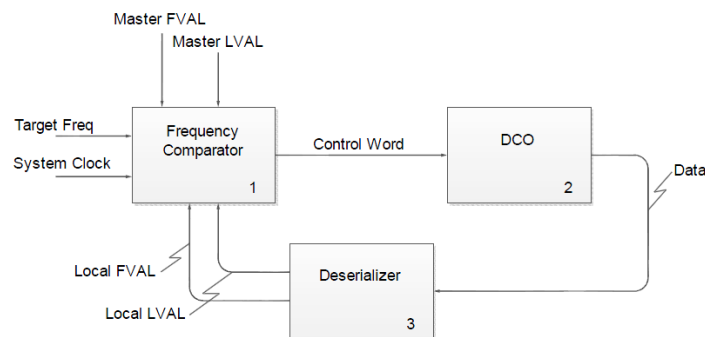 Master FVAL
Master LVAL
Target Freq
Frequency
Comparator
DCO
Control Word
System Clock
Data
1
2
Local FVAL
Deserializer
Local LVAL
3